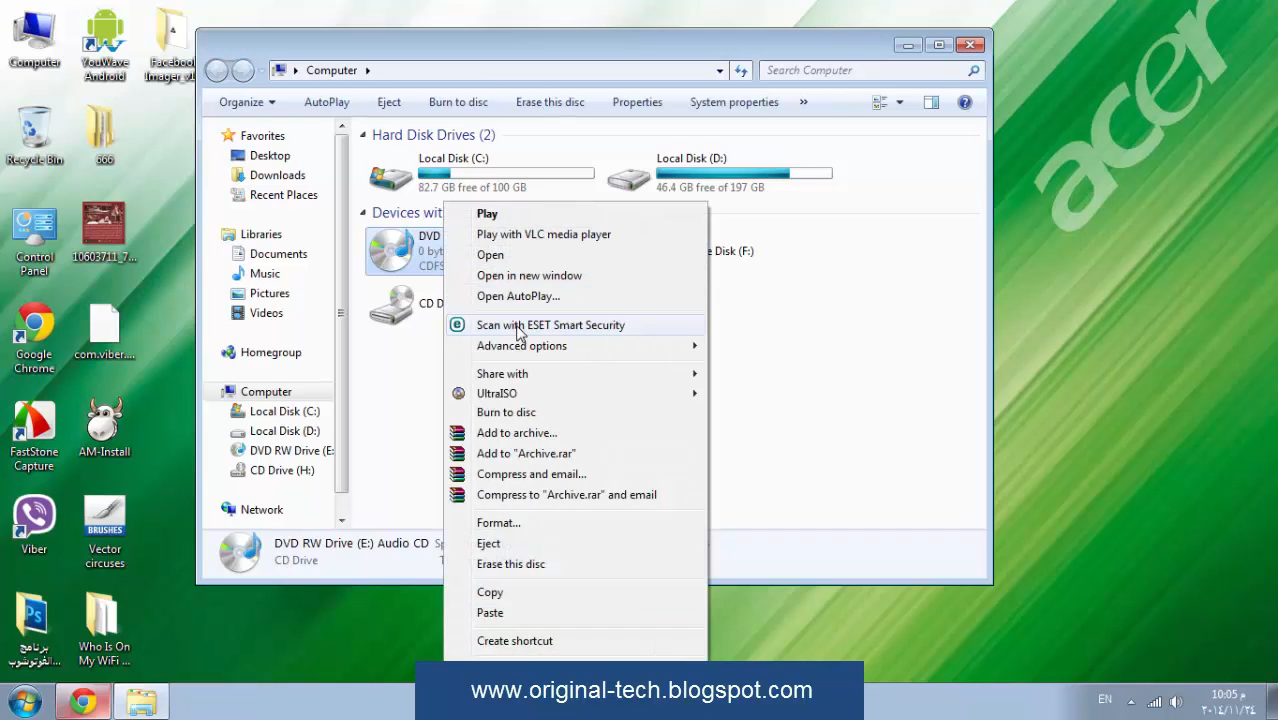 Computer
YouWave
Android
Facebook
Imager_v1
acer
Recycle Bin
666
Control
Panel
10603711_7...
Google
Chrome
com.viber....
FastStone
Capture
AM-Install
Viber
BRUSHES
Vector
circuses
Ps
برنامج
الفوتوشوب...
Who Is On
My WiFi ...
Computer
Search Computer
Organize
AutoPlay
Eject
Burn to disc
Erase this disc
Properties
System properties
»
Favorites
Desktop
Downloads
Recent Places
Libraries
Documents
Music
Pictures
Videos
Homegroup
Computer
Local Disk (C:)
Local Disk (D:)
DVD RW Drive (E:
CD Drive (H:)
Network
Hard Disk Drives (2)
Local Disk (C:)
82.7 GB free of 100 GB
Local Disk (D:)
46.4 GB free of 197 GB
Devices wit
DVD
0 byt
CDFS
e Disk (F:)
CD D
Play
Play with VLC media player
Open
Open in new window
Open AutoPlay...
Scan with ESET Smart Security
Advanced options
Share with
UltraISO
Burn to disc
Add to archive...
Add to "Archive.rar"
Compress and email...
Compress to "Archive.rar" and email
Format...
Eject
Erase this disc
Copy
Paste
Create shortcut
DVD RW Drive (E:) Audio CD
CD Drive
www.original-tech.blogspot.com
EN
10:05 م
٢٠١٤/١١/٢٤